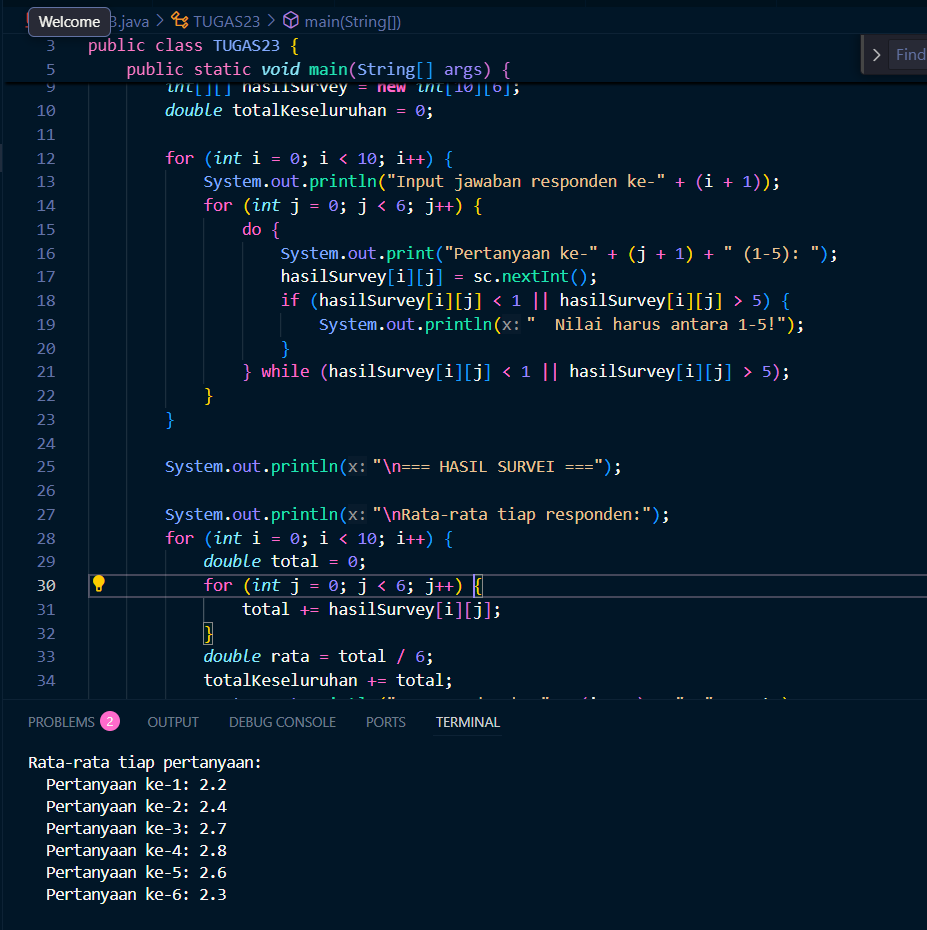 Welcome
3.java > TUGAS23 > main(String[])
3 public class TUGAS23 {
5 public static void main(String[] args) {
Find
9 int[][] hasilSurvey = new int[10][6];
10 double totalKeseluruhan = 0;
11
12 for (int i = 0; i < 10; i++) {
13 System.out.println("Input jawaban responden ke-" + (i + 1));
14 for (int j = 0; j < 6; j++) {
15 do {
16 System.out.print("Pertanyaan ke-" + (j + 1) + " (1-5): ");
17 hasilSurvey[i][j] = sc.nextInt();
18 if (hasilSurvey[i][j] < 1 || hasilSurvey[i][j] > 5) {
19 System.out.println(x: "  Nilai harus antara 1-5!");
20 }
21 } while (hasilSurvey[i][j] < 1 || hasilSurvey[i][j] > 5);
22 }
23 }
24
25 System.out.println(x: "\n=== HASIL SURVEI ===");
26
27 System.out.println(x: "\nRata-rata tiap responden:");
28 for (int i = 0; i < 10; i++) {
29 double total = 0;
30 for (int j = 0; j < 6; j++) {
31 total += hasilSurvey[i][j];
32 }
33 double rata = total / 6;
34 totalKeseluruhan += total;
PROBLEMS 2 OUTPUT DEBUG CONSOLE PORTS TERMINAL
Rata-rata tiap pertanyaan:
Pertanyaan ke-1: 2.2
Pertanyaan ke-2: 2.4
Pertanyaan ke-3: 2.7
Pertanyaan ke-4: 2.8
Pertanyaan ke-5: 2.6
Pertanyaan ke-6: 2.3